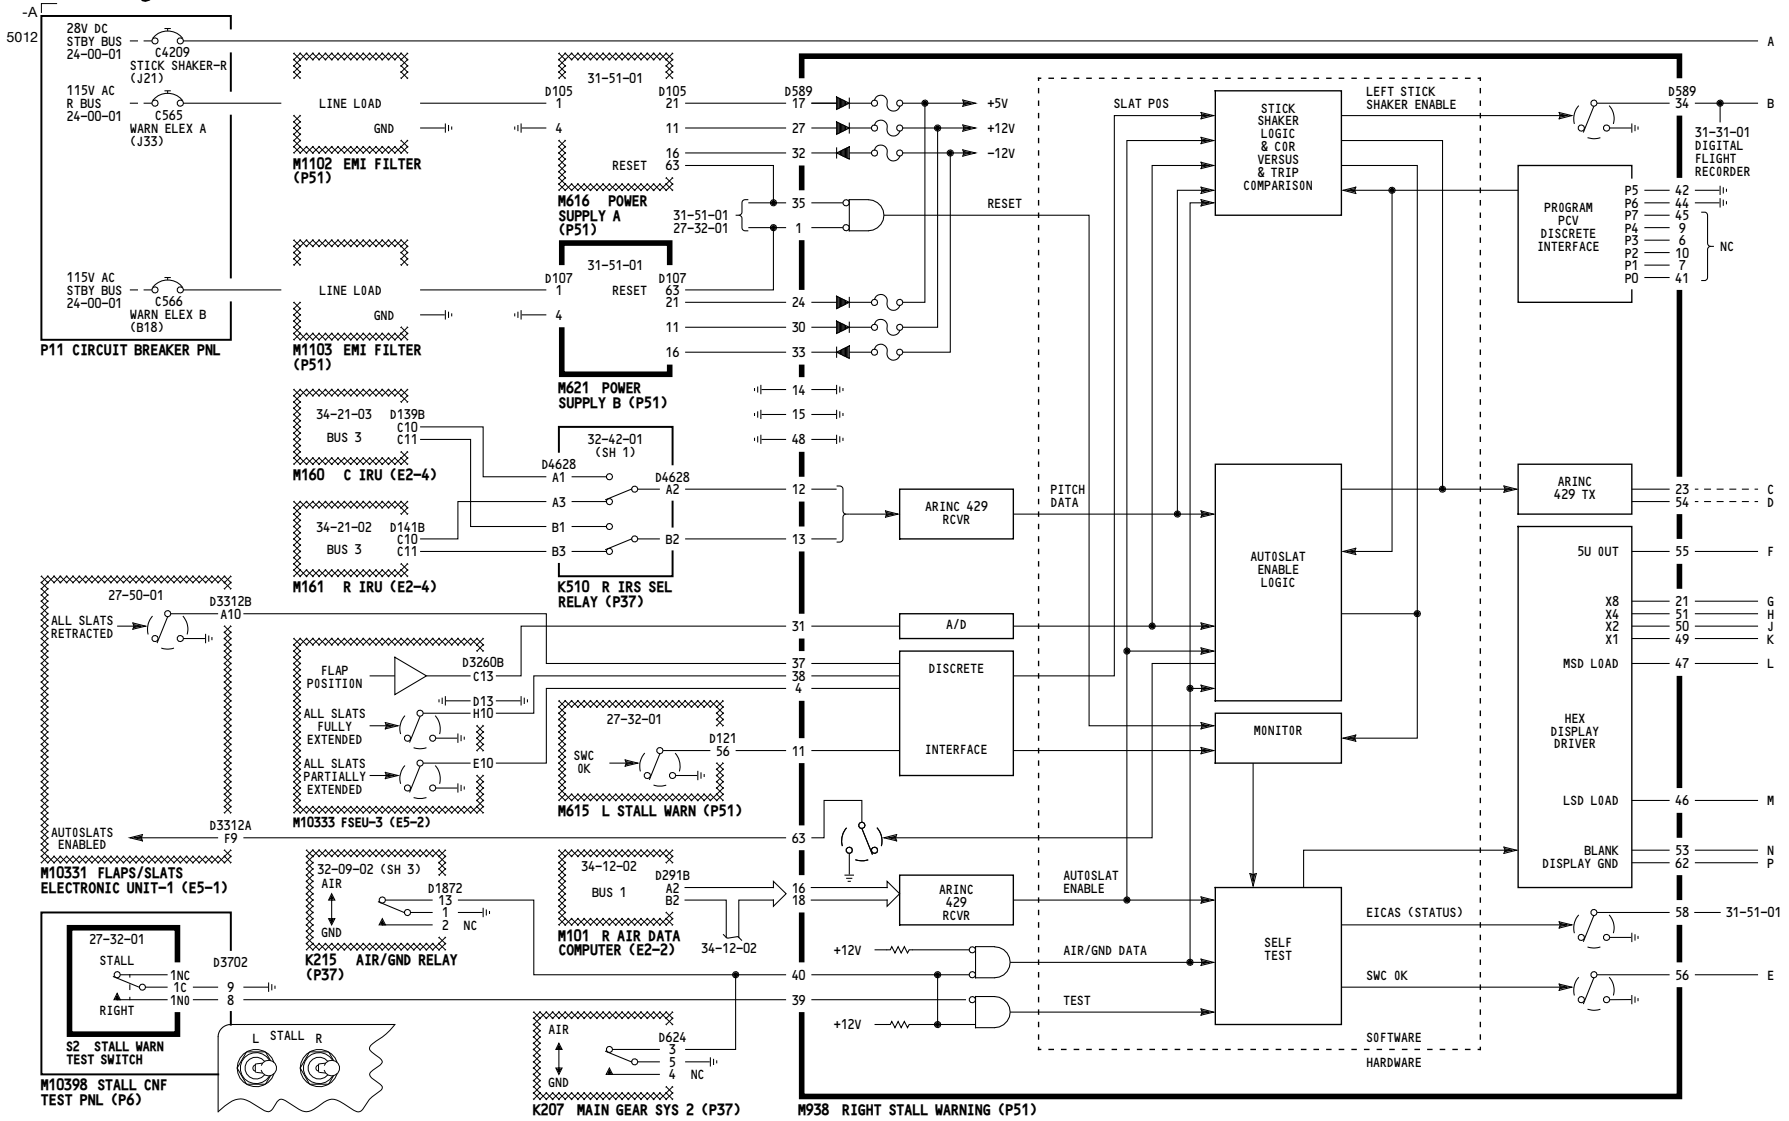 -A
5012
28V DC
STBY BUS
24-00-01
C4209
STICK SHAKER-R
(J21)
115V AC
R BUS
24-00-01
C565
WARN ELEX A
(J33)
115V AC
STBY BUS
24-00-01
C566
WARN ELEX B
(B18)
P11 CIRCUIT BREAKER PNL
LINE LOAD
GND
M1102 EMI FILTER
(P51)
LINE LOAD
GND
M1103 EMI FILTER
(P51)
31-51-01
D105
1
4
D105
21
11
16
RESET 63
M616 POWER
SUPPLY A
(P51)
31-51-01
27-32-01
31-51-01
D107
1
4
D107
RESET 63
21
11
16
M621 POWER
SUPPLY B (P51)
34-21-03
BUS 3
D139B
C10
C11
M160 C IRU (E2-4)
34-21-02
BUS 3
D141B
C10
C11
M161 R IRU (E2-4)
32-42-01
(SH 1)
D4628
A1
A3
B1
B3
D4628
A2
B2
K510 R IRS SEL
RELAY (P37)
27-50-01
ALL SLATS
RETRACTED
D3312B
A10
AUTOSLATS
ENABLED
D3312A
F9
M10331 FLAPS/SLATS
ELECTRONIC UNIT-1 (E5-1)
FLAP
POSITION
D3260B
C13
D13
H10
ALL SLATS
FULLY
EXTENDED
ALL SLATS
PARTIALLY
EXTENDED
E10
M10333 FSEU-3 (E5-2)
27-32-01
SWC
OK
D121
56
M615 L STALL WARN (P51)
32-09-02 (SH 3)
AIR
GND
D1872
13
1
2 NC
K215 AIR/GND RELAY
(P37)
34-12-02
BUS 1
D291B
A2
B2
M101 R AIR DATA
COMPUTER (E2-2)
34-12-02
27-32-01
STALL
RIGHT
1NC
1C
1NO
D3702
9
8
S2 STALL WARN
TEST SWITCH
M10398 STALL CNF
TEST PNL (P6)
L STALL R
AIR
GND
D624
3
5
4 NC
K207 MAIN GEAR SYS 2 (P37)
D589
17
27
32
35
1
24
30
33
14
15
48
12
13
31
37
38
4
11
63
16
18
40
39
+5V
+12V
-12V
RESET
ARINC 429
RCVR
PITCH
DATA
A/D
DISCRETE
INTERFACE
ARINC
429
RCVR
AUTOSLAT
ENABLE
+12V
AIR/GND DATA
TEST
+12V
SLAT POS
STICK
SHAKER
LOGIC
& COR
VERSUS
& TRIP
COMPARISON
LEFT STICK
SHAKER ENABLE
AUTOSLAT
ENABLE
LOGIC
MONITOR
SELF
TEST
EICAS (STATUS)
SWC OK
SOFTWARE
HARDWARE
M938 RIGHT STALL WARNING (P51)
D589
34
31-31-01
DIGITAL
FLIGHT
RECORDER
PROGRAM
PCV
DISCRETE
INTERFACE
P5 42
P6 44
P7 45
P4 9
P3 6
P2 10
P1 7
P0 41
NC
ARINC
429 TX
23
54
5U OUT 55
X8 21
X4 51
X2 50
X1 49
MSD LOAD 47
HEX
DISPLAY
DRIVER
LSD LOAD 46
BLANK 53
DISPLAY GND 62
58 31-51-01
56
A
B
C
D
F
G
H
J
K
L
M
N
P
E